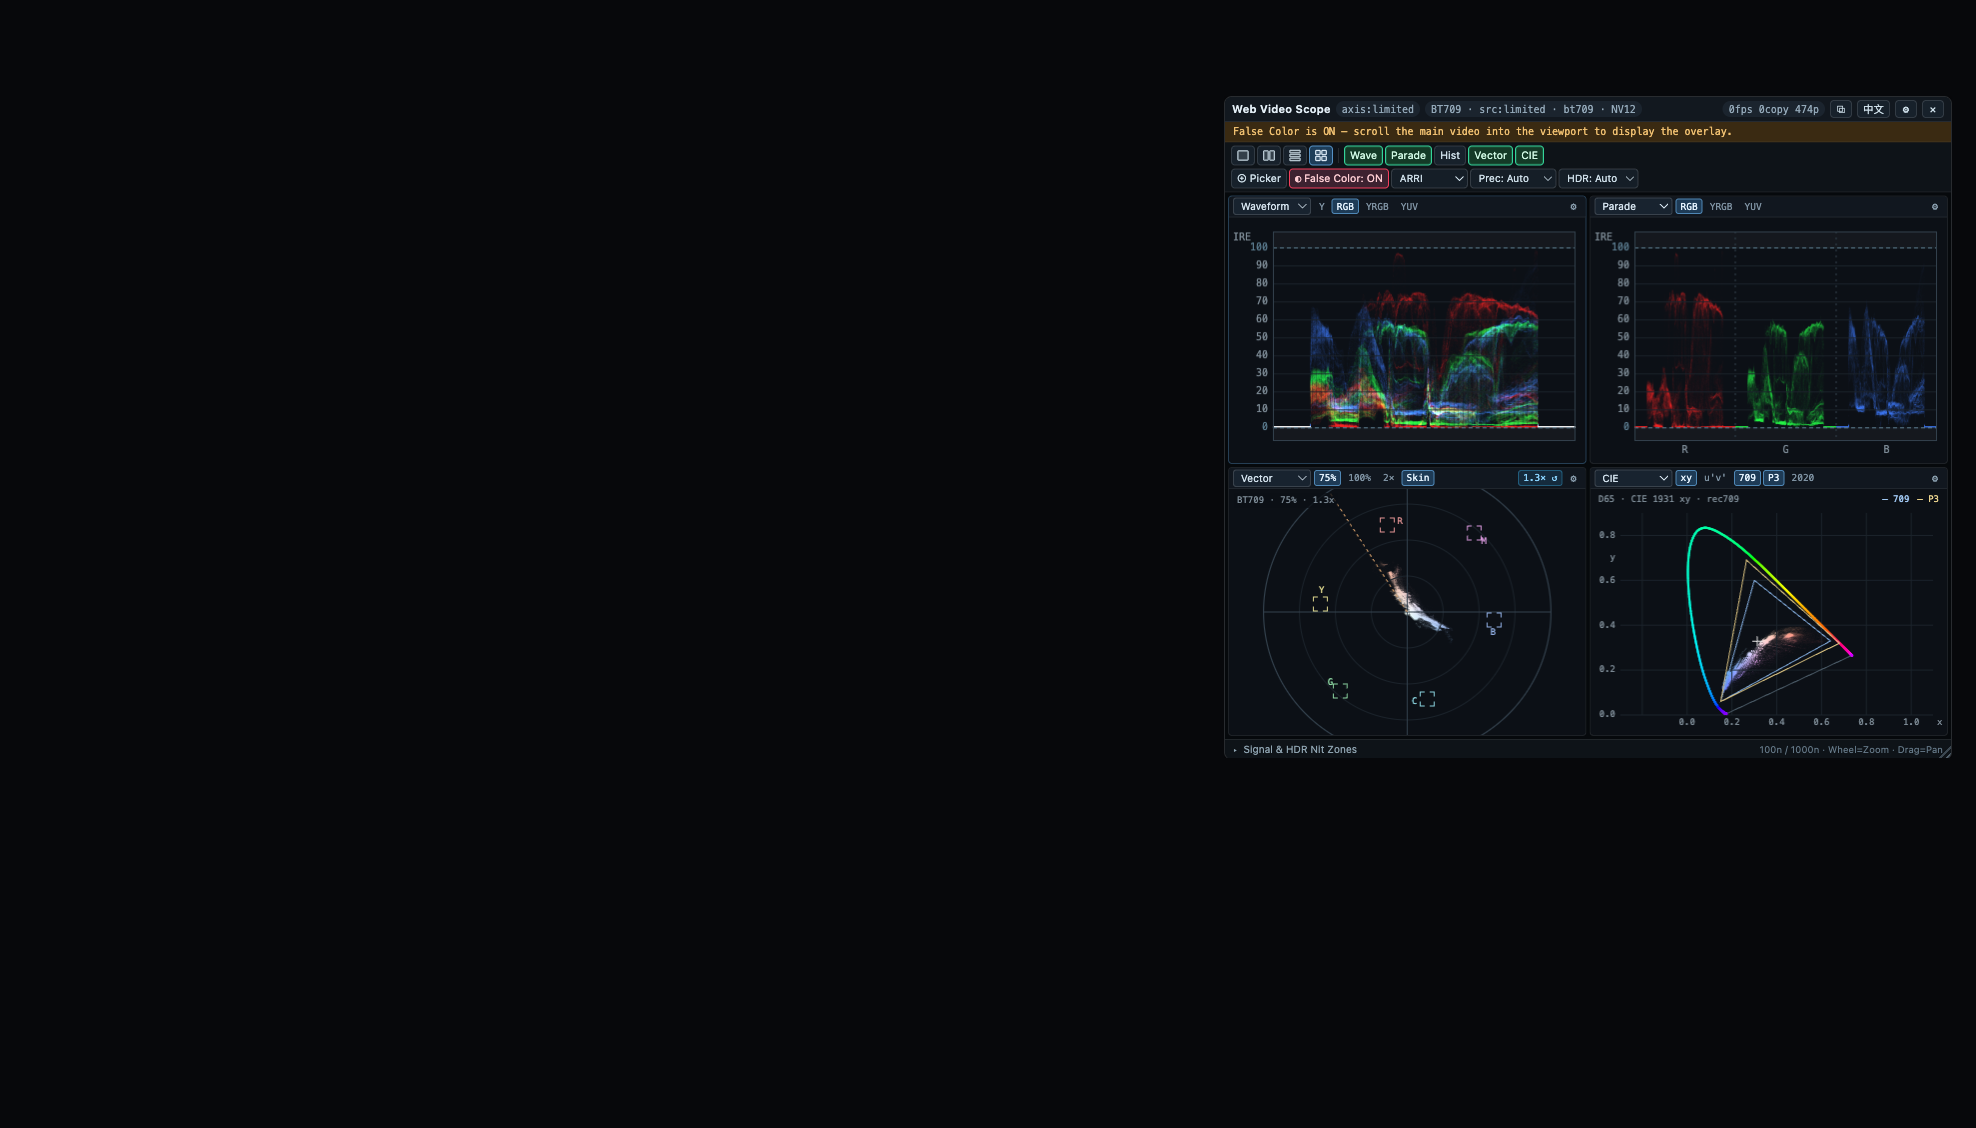 Web Video Scope axis:limited BT709 · src:limited · bt709 · NV12 0fps 0copy 474p 中文
False Color is ON — scroll the main video into the viewport to display the overlay.
Wave Parade Hist Vector CIE
Picker False Color: ON ARRI Prec: Auto HDR: Auto
Waveform Y RGB YRGB YUV
IRE
100
90
80
70
60
50
40
30
20
10
0
Parade RGB YRGB YUV
IRE
100
90
80
70
60
50
40
30
20
10
0
R G B
Vector 75% 100% 2× Skin 1.3× ↺
BT709 · 75% · 1.3x
R
M
Y
B
G
C
CIE xy u'v' 709 P3 2020
D65 · CIE 1931 xy · rec709 — 709 — P3
0.8
y
0.6
0.4
0.2
0.0
0.0 0.2 0.4 0.6 0.8 1.0 x
Signal & HDR Nit Zones 100n / 1000n · Wheel=Zoom · Drag=Pan